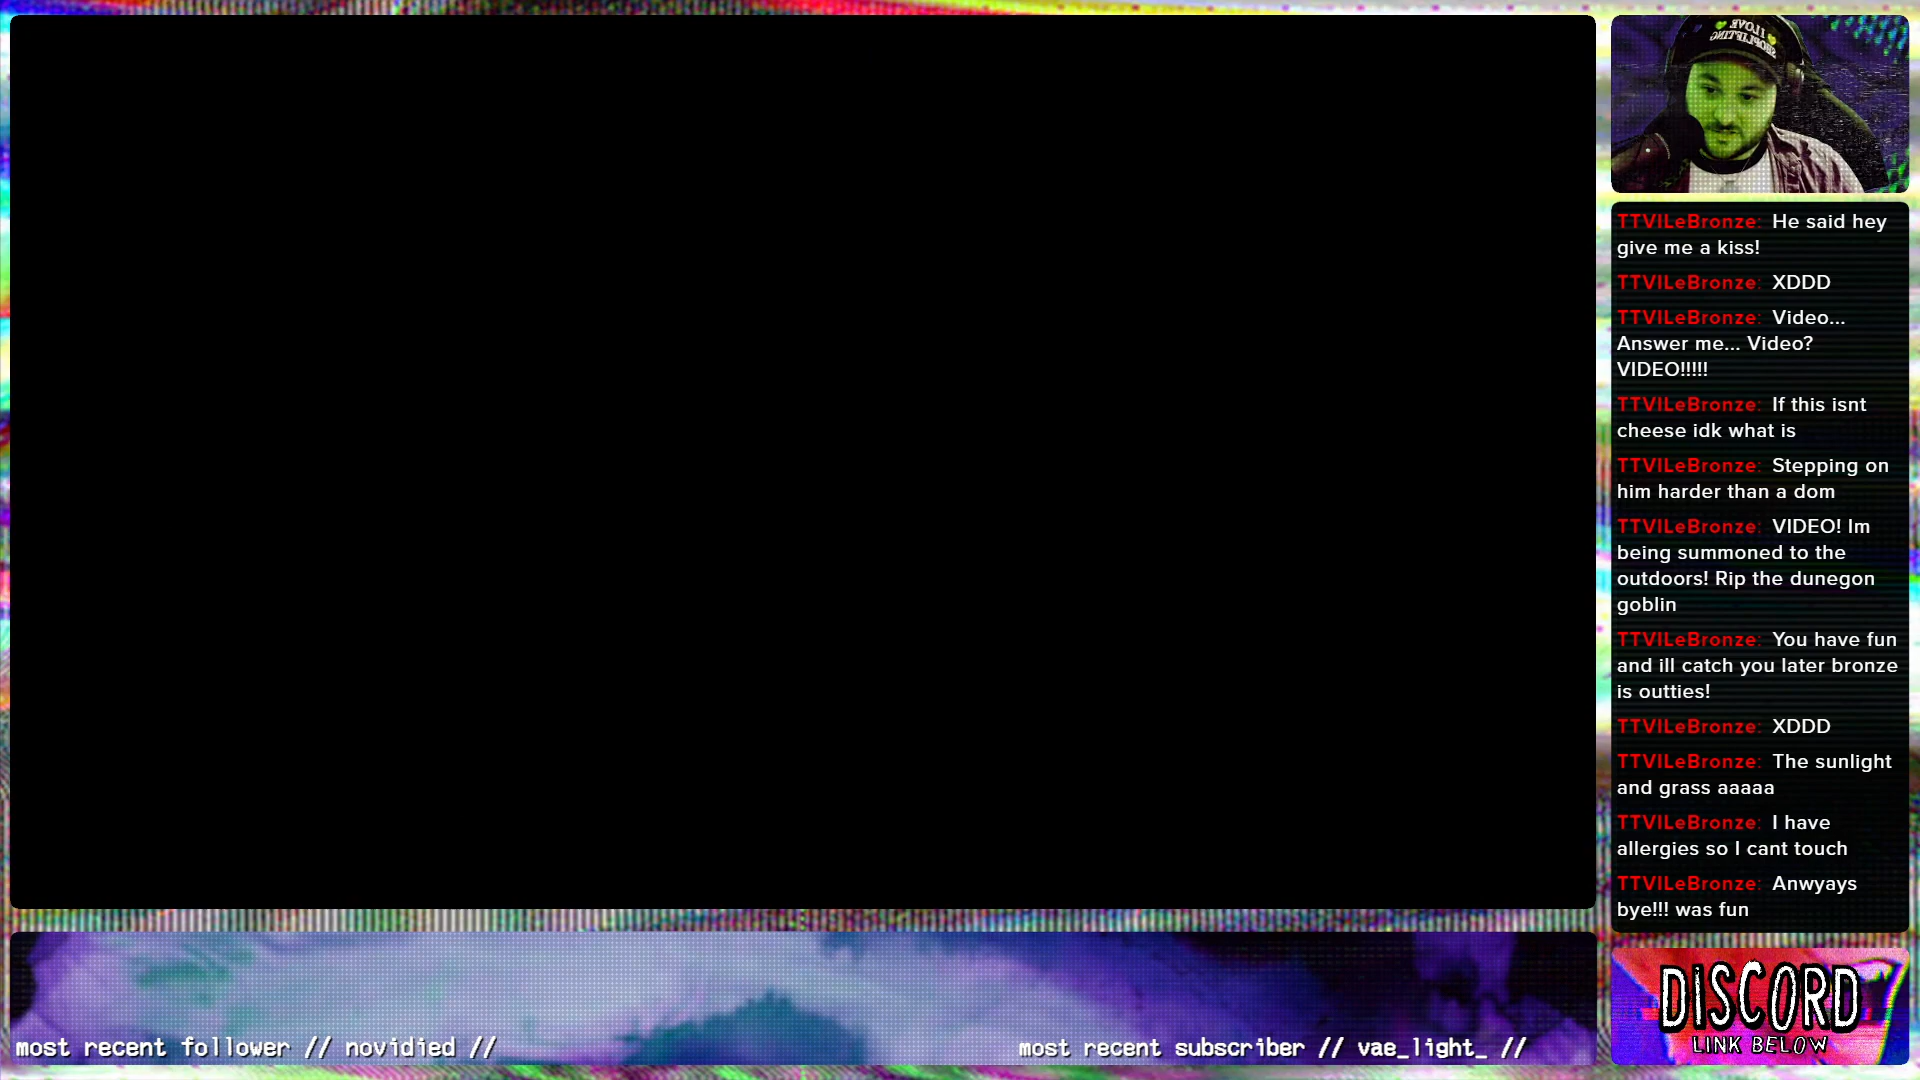 I LOVE
SHOPLIFTING
TTVILeBronze: He said hey
give me a kiss!
TTVILeBronze: XDDD
TTVILeBronze: Video...
Answer me... Video?
VIDEO!!!!!
TTVILeBronze: If this isnt
cheese idk what is
TTVILeBronze: Stepping on
him harder than a dom
TTVILeBronze: VIDEO! Im
being summoned to the
outdoors! Rip the dunegon
goblin
TTVILeBronze: You have fun
and ill catch you later bronze
is outties!
TTVILeBronze: XDDD
TTVILeBronze: The sunlight
and grass aaaaa
TTVILeBronze: I have
allergies so I cant touch
TTVILeBronze: Anwyays
bye!!! was fun
most recent follower // novidied //
most recent subscriber // vae_light_ //
DISCORD
LINK BELOW